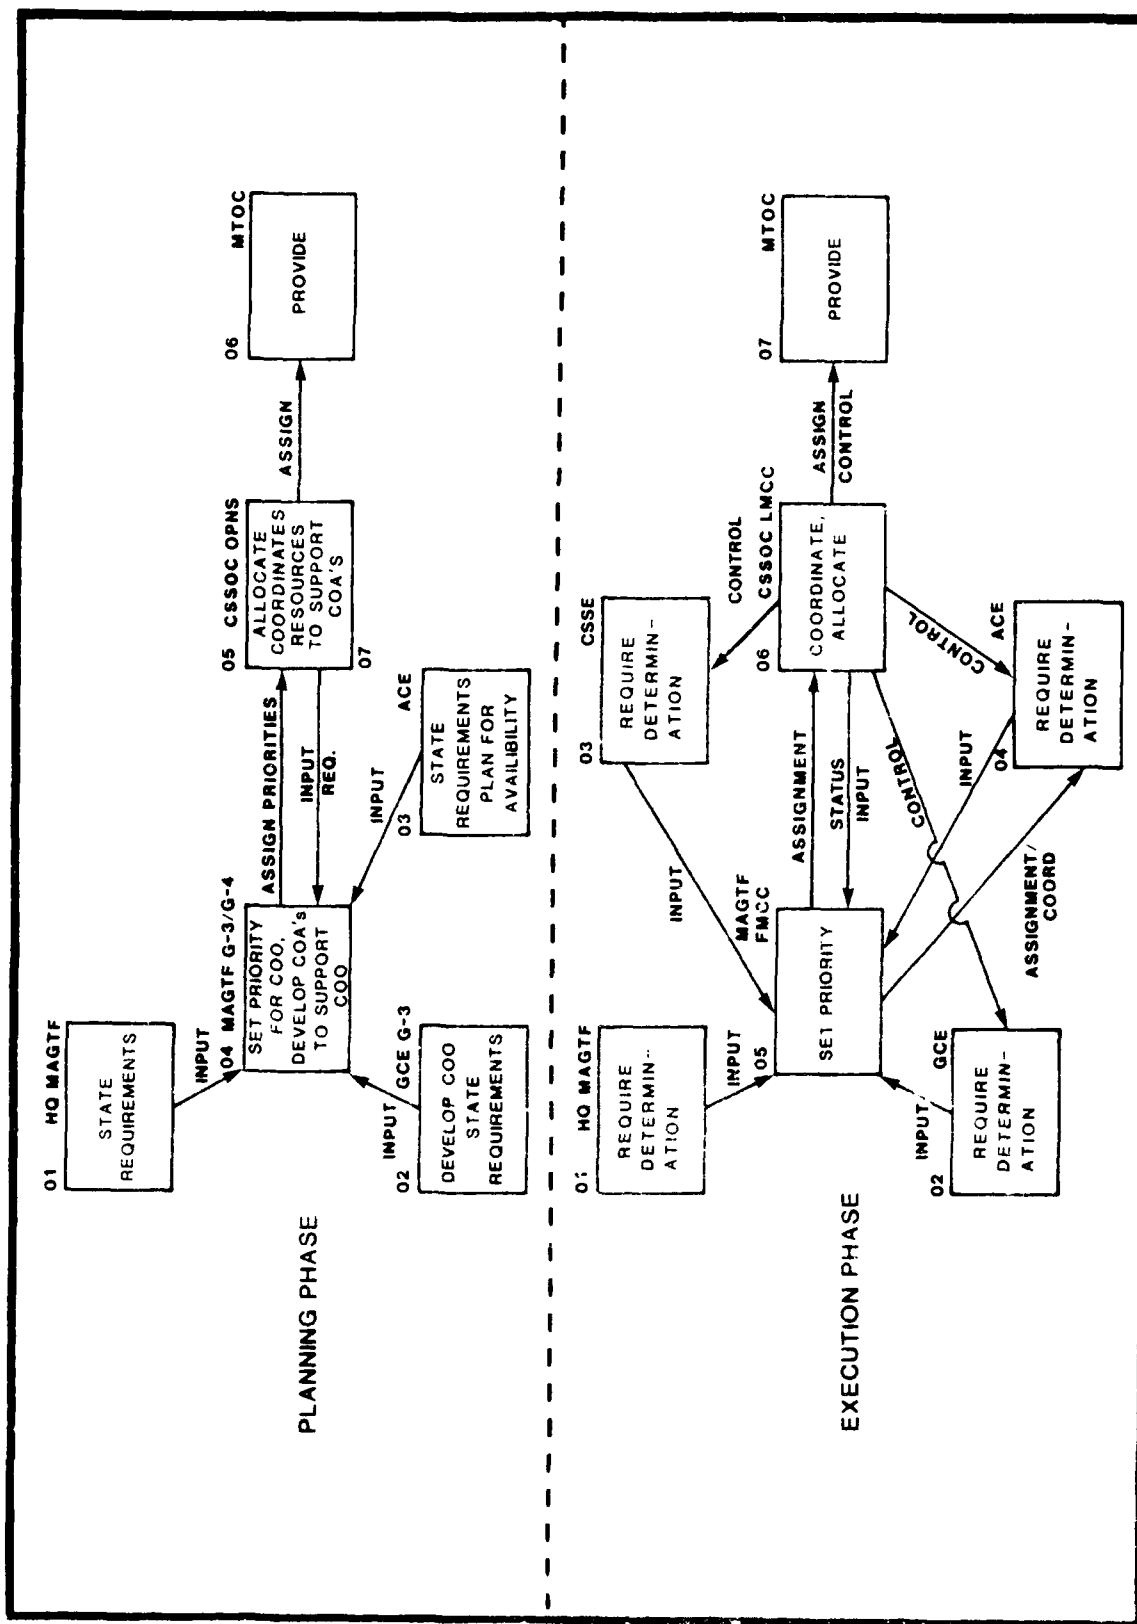 PLANNING PHASE
01 HQ MAGTF
STATE
REQUIREMENTS
INPUT
02 GCE G-3
DEVELOP COO
STATE
REQUIREMENTS
INPUT
04 MAGTF G-3/G-4
SET PRIORITY
FOR COO,
DEVELOP COA's
TO SUPPORT
COO
ASSIGN PRIORITIES
INPUT
REQ.
INPUT
03 ACE
STATE
REQUIREMENTS
PLAN FOR
AVAILIBILITY
05 CSSOC OPNS
ALLOCATE
COORDINATES
RESOURCES
TO SUPPORT
COA'S
07
ASSIGN
06 MTOC
PROVIDE
EXECUTION PHASE
01 HQ MAGTF
REQUIRE
DETERMIN-
ATION
INPUT
02 GCE
REQUIRE
DETERMIN-
ATION
INPUT
MAGTF
FMCC
05
SET PRIORITY
INPUT
ASSIGNMENT
STATUS
INPUT
CONTROL
INPUT
ASSIGNMENT/
COORD
03 CSSE
REQUIRE
DETERMIN-
ATION
CONTROL
CSSOC LMCC
06
COORDINATE,
ALLOCATE
CONTROL
04 ACE
REQUIRE
DETERMIN-
ATION
ASSIGN
CONTROL
07 MTOC
PROVIDE